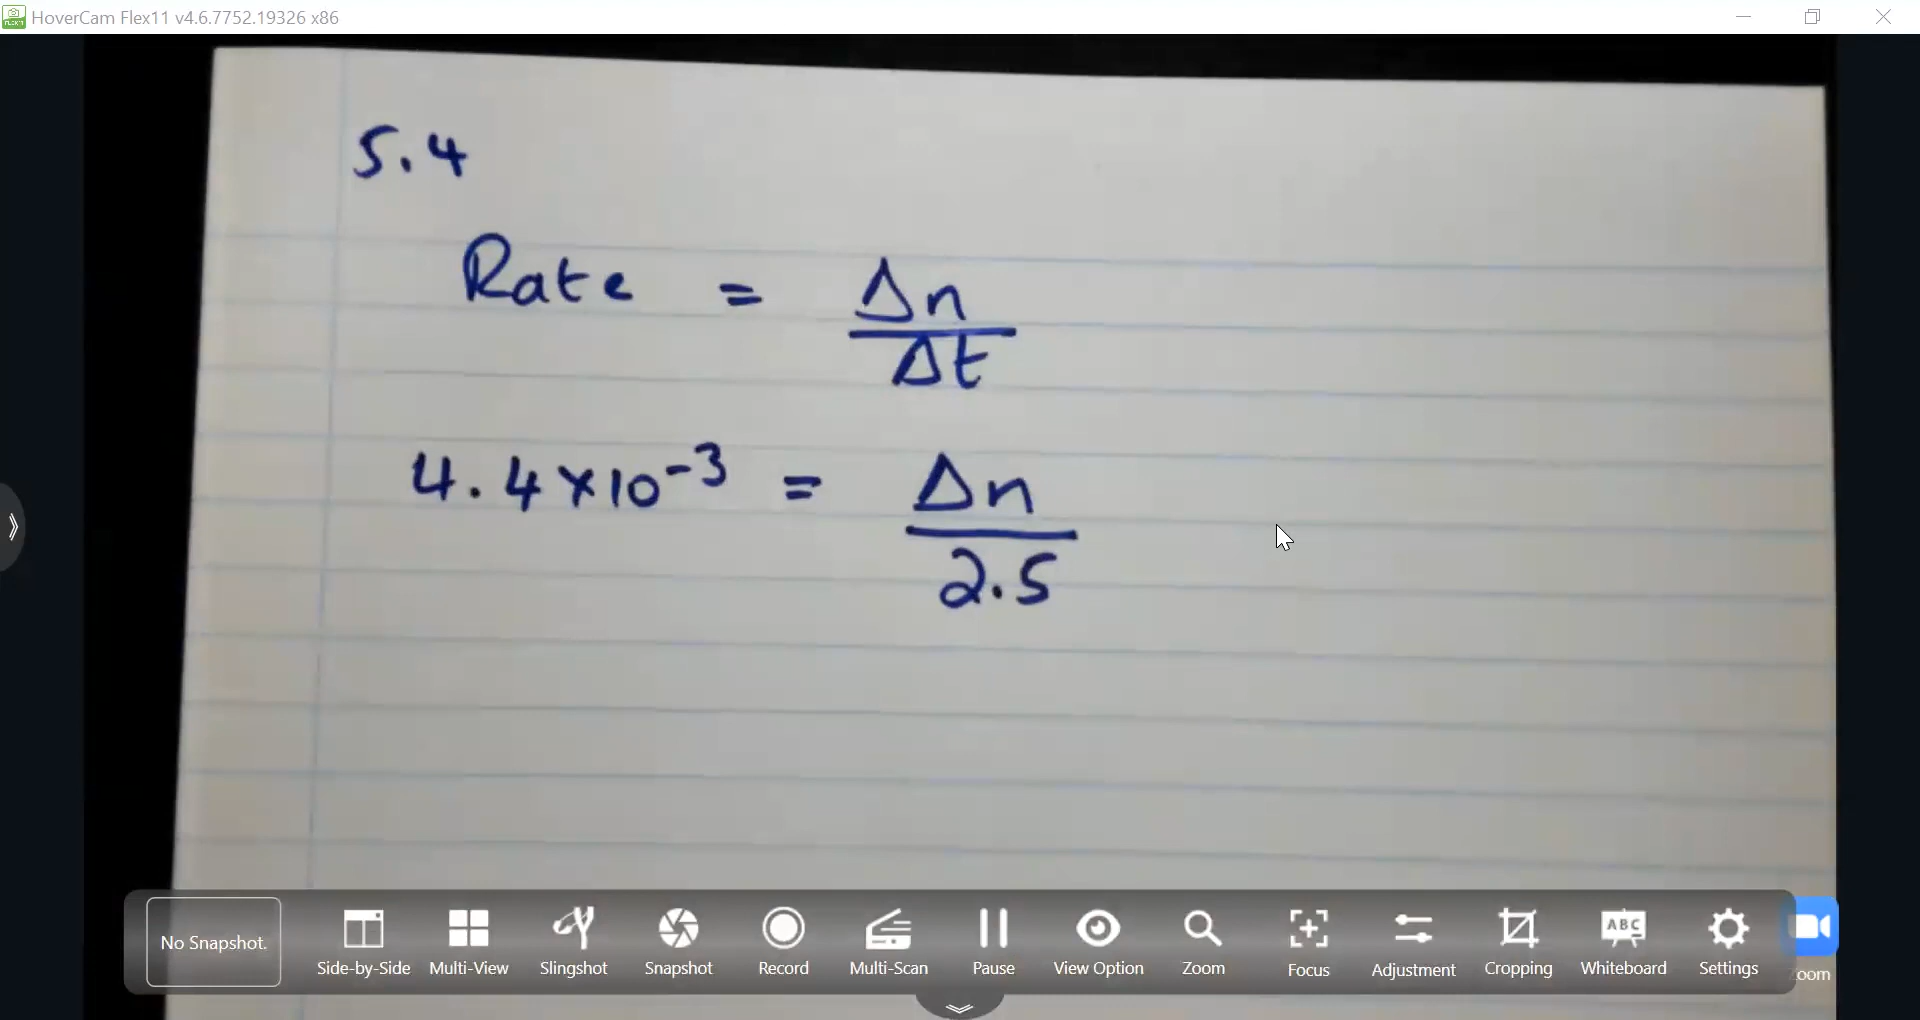 HoverCam Flex11 v4.6.7752.19326 x86
5.4
Rate = Δn
Δt
4.4×10⁻³ = Δn
2.5
No Snapshot.
Side-by-Side Multi-View Slingshot Snapshot Record Multi-Scan Pause View Option Zoom Focus Adjustment Cropping ABC Whiteboard Settings Zoom